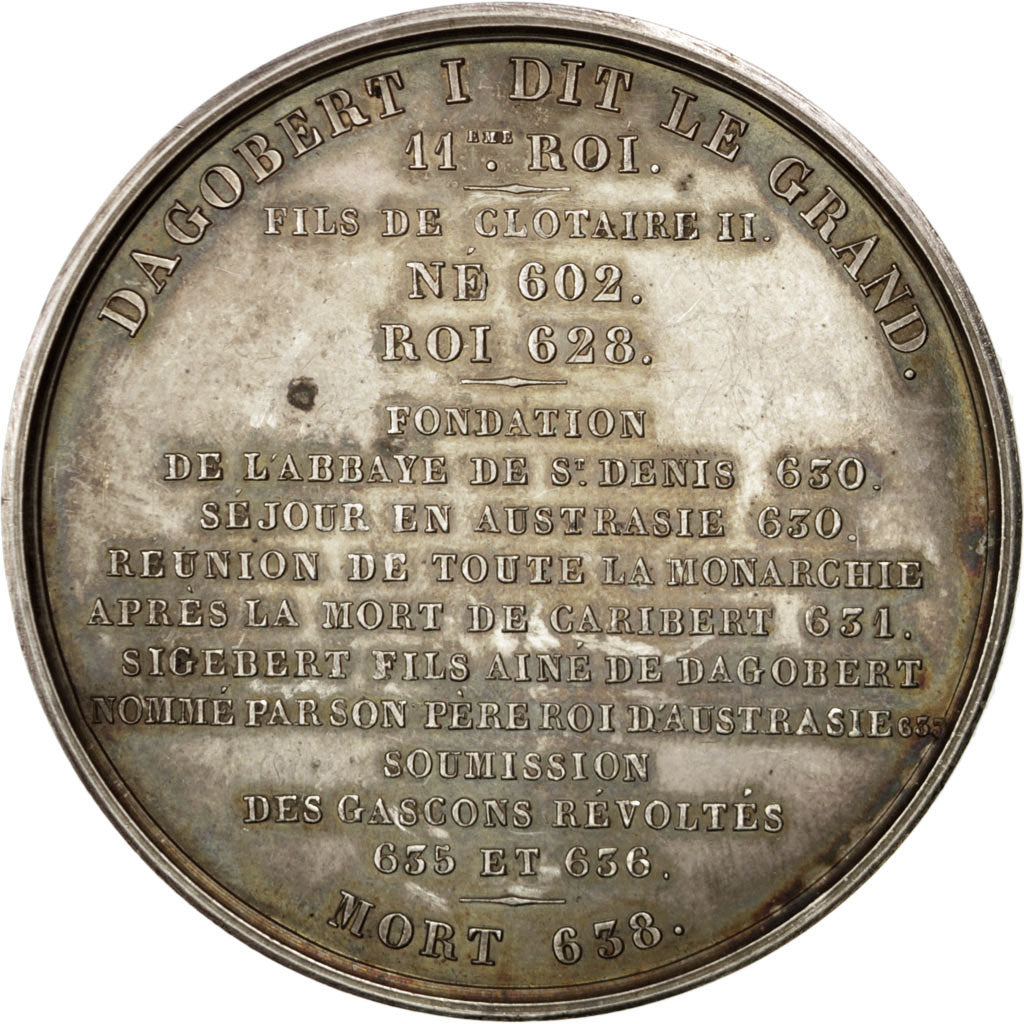 DAGOBERT I DIT LE GRAND.
11ᴱᴹᴱ. ROI.
FILS DE CLOTAIRE II.
NÉ 602.
ROI 628.
FONDATION
DE L'ABBAYE DE Sᵀ. DENIS 630.
SÉJOUR EN AUSTRASIE 630.
REUNION DE TOUTE LA MONARCHIE
APRÈS LA MORT DE CARIBERT 631.
SIGEBERT FILS AINÉ DE DAGOBERT
NOMMÉ PAR SON PÈRE ROI D'AUSTRASIE 633
SOUMISSION
DES GASCONS RÉVOLTÉS
635 ET 636.
MORT 638.